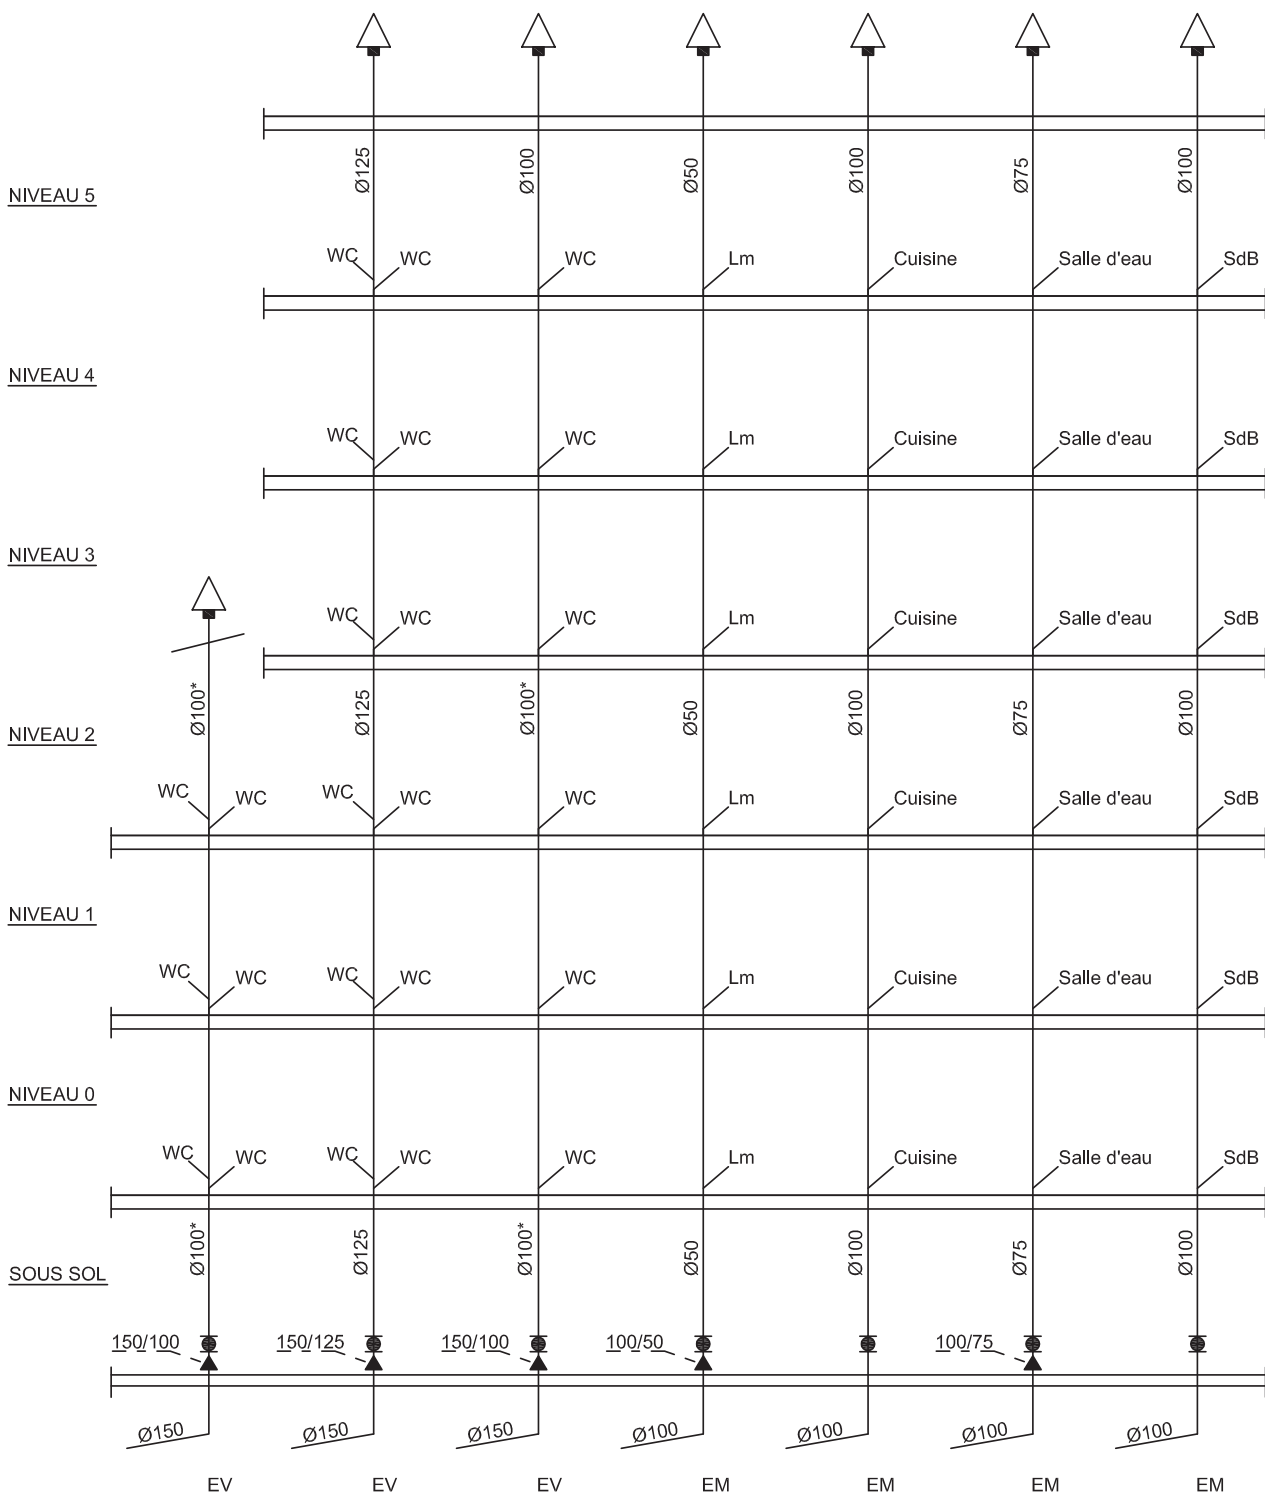 Ø125 Ø100 Ø50 Ø100 Ø75 Ø100
NIVEAU 5
WC WC WC Lm Cuisine Salle d'eau SdB
NIVEAU 4
WC WC WC Lm Cuisine Salle d'eau SdB
NIVEAU 3
WC WC WC Lm Cuisine Salle d'eau SdB
Ø100* Ø125 Ø100* Ø50 Ø100 Ø75 Ø100
NIVEAU 2
WC WC WC WC WC Lm Cuisine Salle d'eau SdB
NIVEAU 1
WC WC WC WC WC Lm Cuisine Salle d'eau SdB
NIVEAU 0
WC WC WC WC WC Lm Cuisine Salle d'eau SdB
Ø100* Ø125 Ø100* Ø50 Ø100 Ø75 Ø100
SOUS SOL
150/100 150/125 150/100 100/50 100/75
Ø150 Ø150 Ø150 Ø100 Ø100 Ø100 Ø100
EV EV EV EM EM EM EM